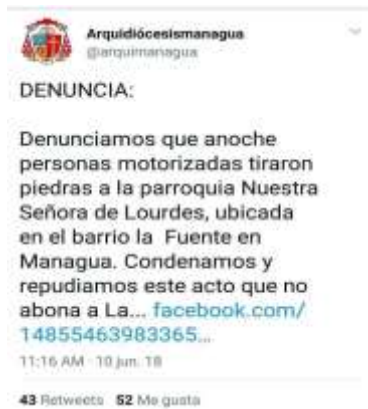 Arquidiócesismanagua
@arquimanagua
DENUNCIA:
Denunciamos que anoche
personas motorizadas tiraron
piedras a la parroquia Nuestra
Señora de Lourdes, ubicada
en el barrio la Fuente en
Managua. Condenamos y
repudiamos este acto que no
abona a La... facebook.com/
14855463983365...
11:16 AM · 10 jun. 18
43 Retweets 52 Me gusta